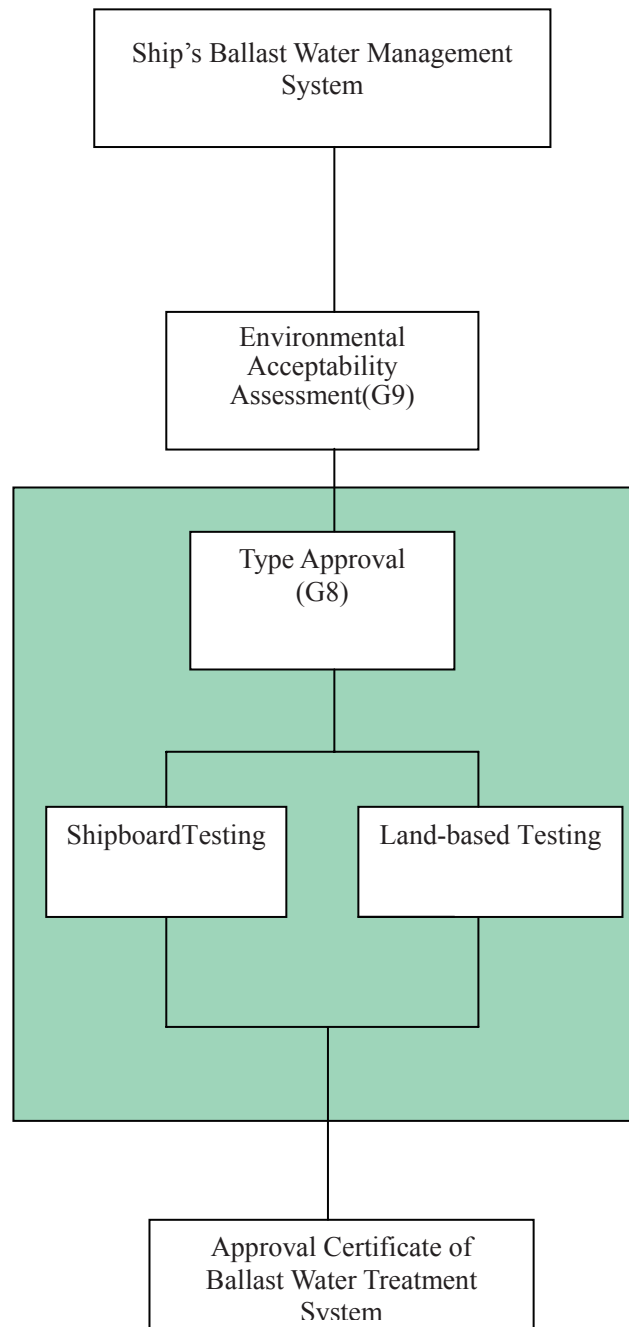 Ship’s Ballast Water Management
System
Environmental
Acceptability
Assessment(G9)
Type Approval
(G8)
ShipboardTesting
Land-based Testing
Approval Certificate of
Ballast Water Treatment
System